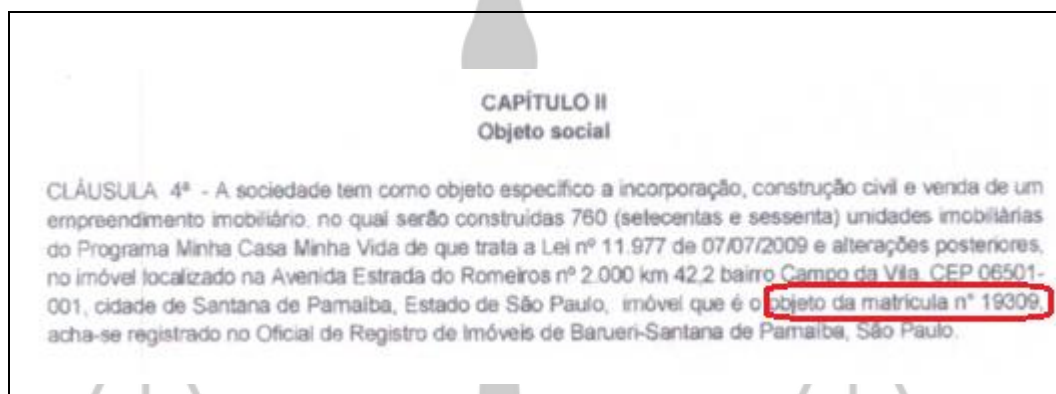 CAPÍTULO II
Objeto social
CLÁUSULA 4ª - A sociedade tem como objeto específico a incorporação, construção civil e venda de um
empreendimento imobiliário, no qual serão construídas 760 (setecentas e sessenta) unidades imobiliárias
do Programa Minha Casa Minha Vida de que trata a Lei nº 11.977 de 07/07/2009 e alterações posteriores,
no imóvel localizado na Avenida Estrada do Romeiros nº 2.000 km 42,2 bairro Campo da Vila, CEP 06501-
001, cidade de Santana de Parnaíba, Estado de São Paulo, imóvel que é o objeto da matrícula n° 19309,
acha-se registrado no Oficial de Registro de Imóveis de Barueri-Santana de Parnaíba, São Paulo.